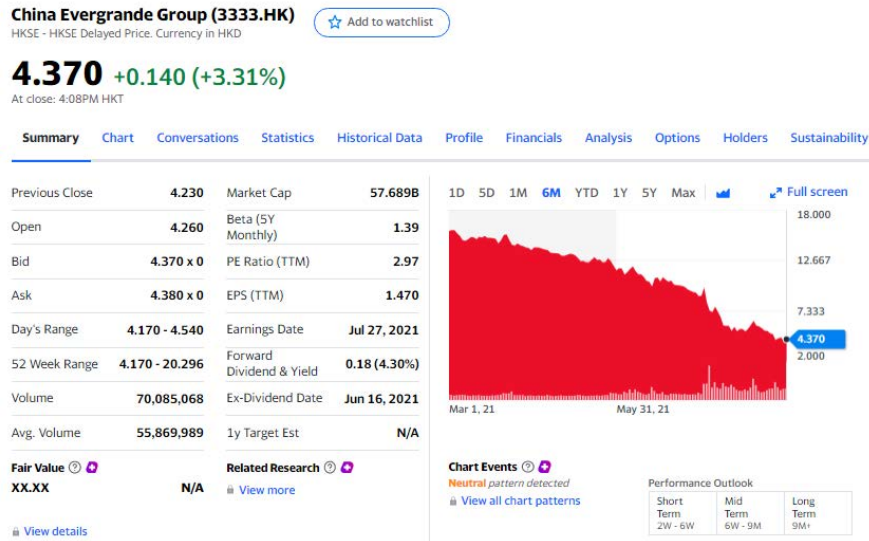 China Evergrande Group (3333.HK)
Add to watchlist
HKSE - HKSE Delayed Price. Currency in HKD
4.370 +0.140 (+3.31%)
At close: 4:08PM HKT
Summary Chart Conversations Statistics Historical Data Profile Financials Analysis Options Holders Sustainability
Previous Close 4.230
Open 4.260
Bid 4.370 x 0
Ask 4.380 x 0
Day's Range 4.170 - 4.540
52 Week Range 4.170 - 20.296
Volume 70,085,068
Avg. Volume 55,869,989
Market Cap 57.689B
Beta (5Y
Monthly) 1.39
PE Ratio (TTM) 2.97
EPS (TTM) 1.470
Earnings Date Jul 27, 2021
Forward
Dividend & Yield 0.18 (4.30%)
Ex-Dividend Date Jun 16, 2021
1y Target Est N/A
Fair Value
XX.XX N/A
View details
Related Research
View more
1D 5D 1M 6M YTD 1Y 5Y Max Full screen
18.000
12.667
7.333
4.370
2.000
Mar 1, 21 May 31, 21
Chart Events
Neutral pattern detected
View all chart patterns
Performance Outlook
Short
Term
2W - 6W
Mid
Term
6W - 9M
Long
Term
9M+